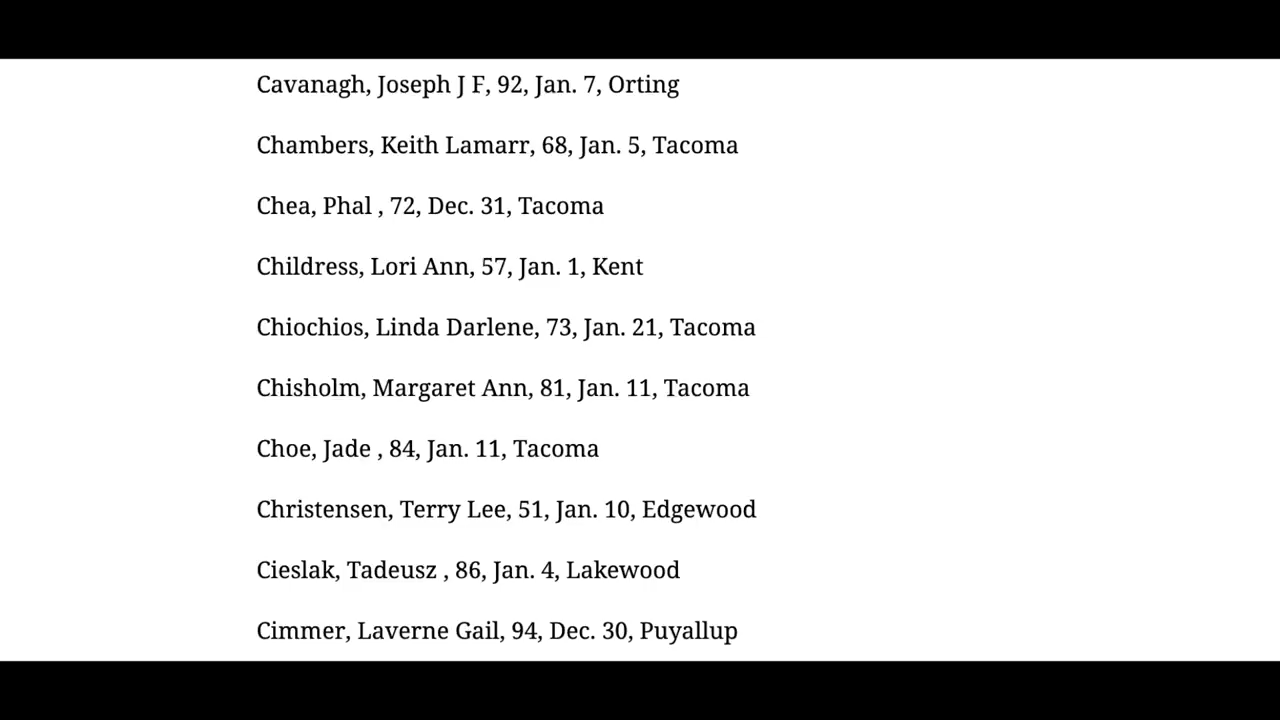 Cavanagh, Joseph J F, 92, Jan. 7, Orting
Chambers, Keith Lamarr, 68, Jan. 5, Tacoma
Chea, Phal , 72, Dec. 31, Tacoma
Childress, Lori Ann, 57, Jan. 1, Kent
Chiochios, Linda Darlene, 73, Jan. 21, Tacoma
Chisholm, Margaret Ann, 81, Jan. 11, Tacoma
Choe, Jade , 84, Jan. 11, Tacoma
Christensen, Terry Lee, 51, Jan. 10, Edgewood
Cieslak, Tadeusz , 86, Jan. 4, Lakewood
Cimmer, Laverne Gail, 94, Dec. 30, Puyallup